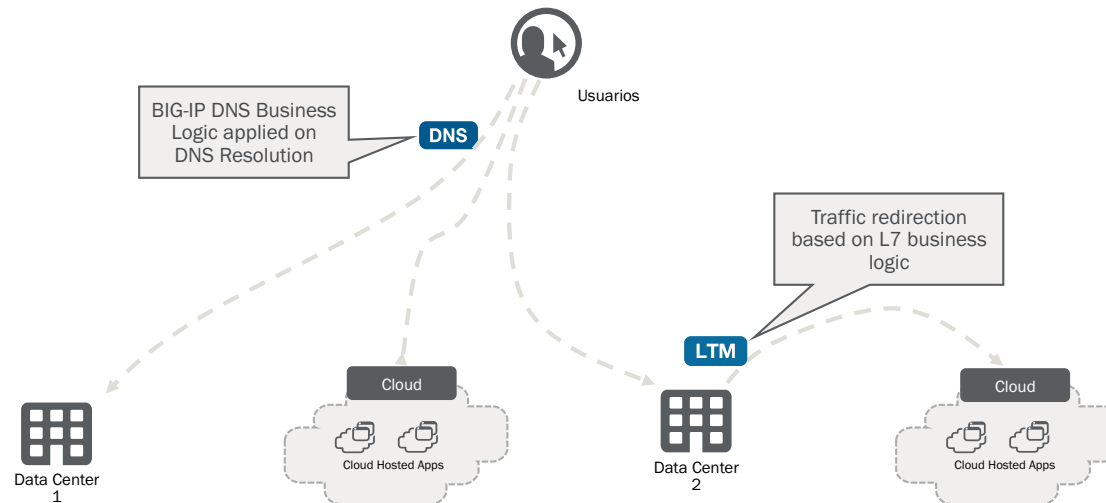 Usuarios
BIG-IP DNS Business
Logic applied on
DNS Resolution
DNS
Traffic redirection
based on L7 business
logic
LTM
Cloud
Cloud Hosted Apps
Cloud
Cloud Hosted Apps
Data Center
1
Data Center
2